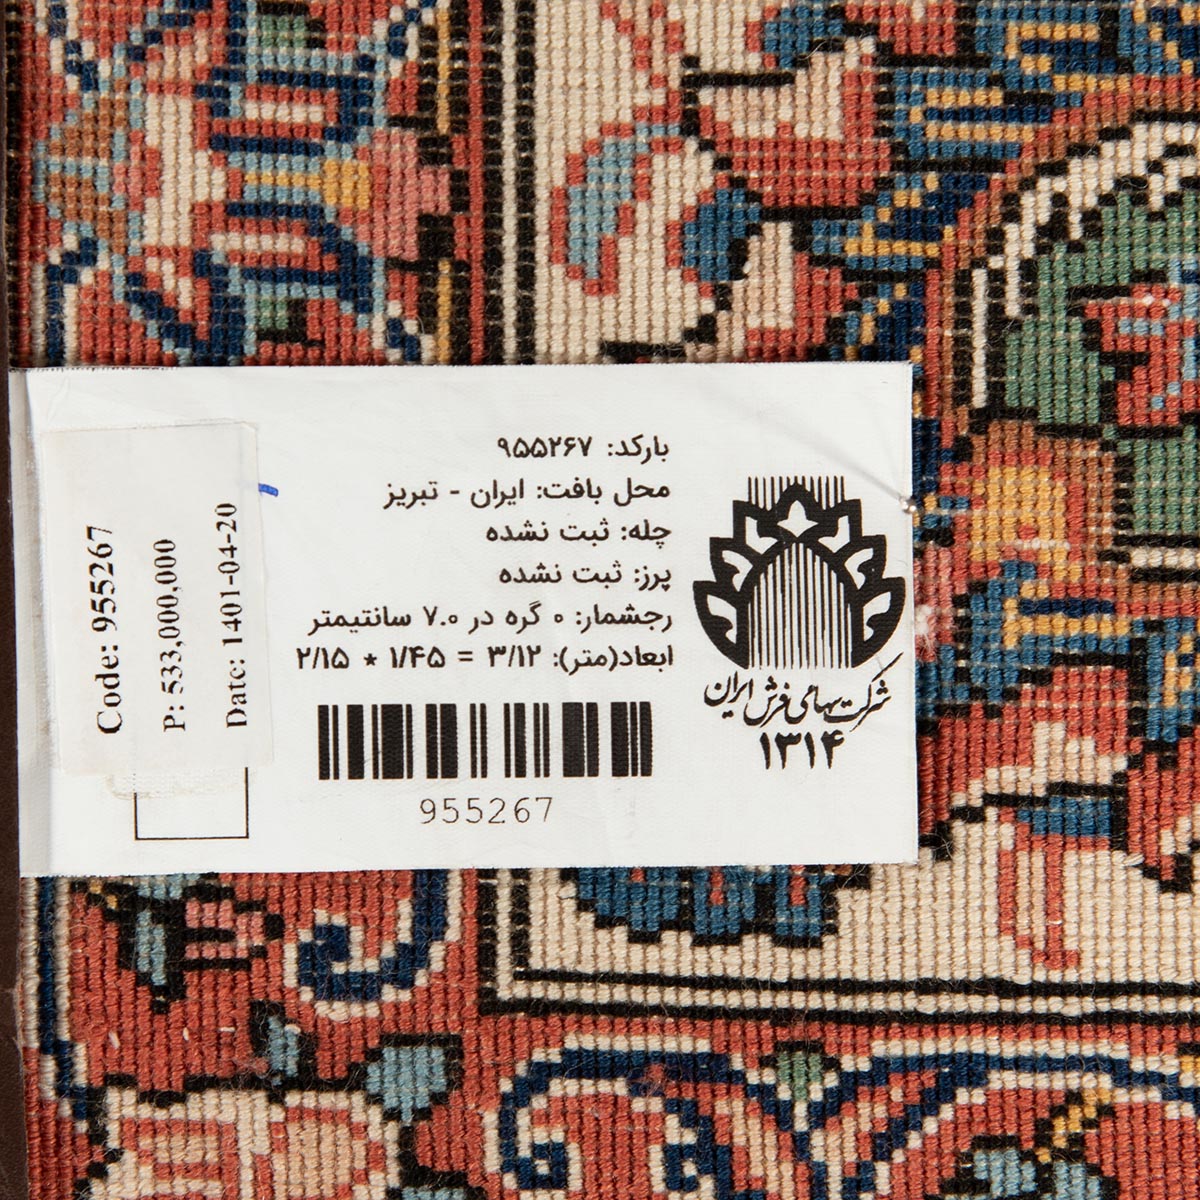 بارکد: ۹۵۵۲۶۷
محل بافت: ایران - تبریز
چله: ثبت نشده
پرز: ثبت نشده
رجشمار: ۰ گره در ۷.۰ سانتیمتر
ابعاد(متر): ۳/۱۲ = ۱/۴۵ * ۲/۱۵
955267
شرکت سهامی فرش ایران
۱۳۱۴
Code: 955267
P: 533,000,000
Date: 1401-04-20